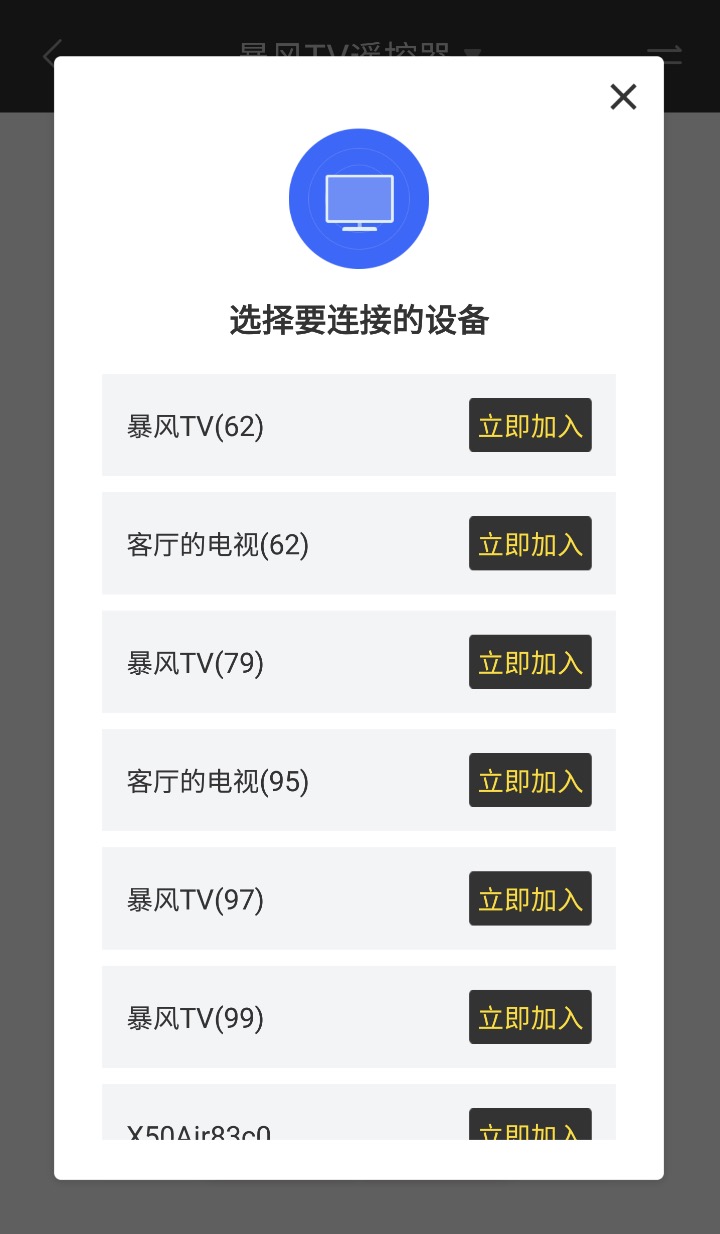 暴风TV遥控器
选择要连接的设备
暴风TV(62) 立即加入
客厅的电视(62) 立即加入
暴风TV(79) 立即加入
客厅的电视(95) 立即加入
暴风TV(97) 立即加入
暴风TV(99) 立即加入
X50Air83c0 立即加入